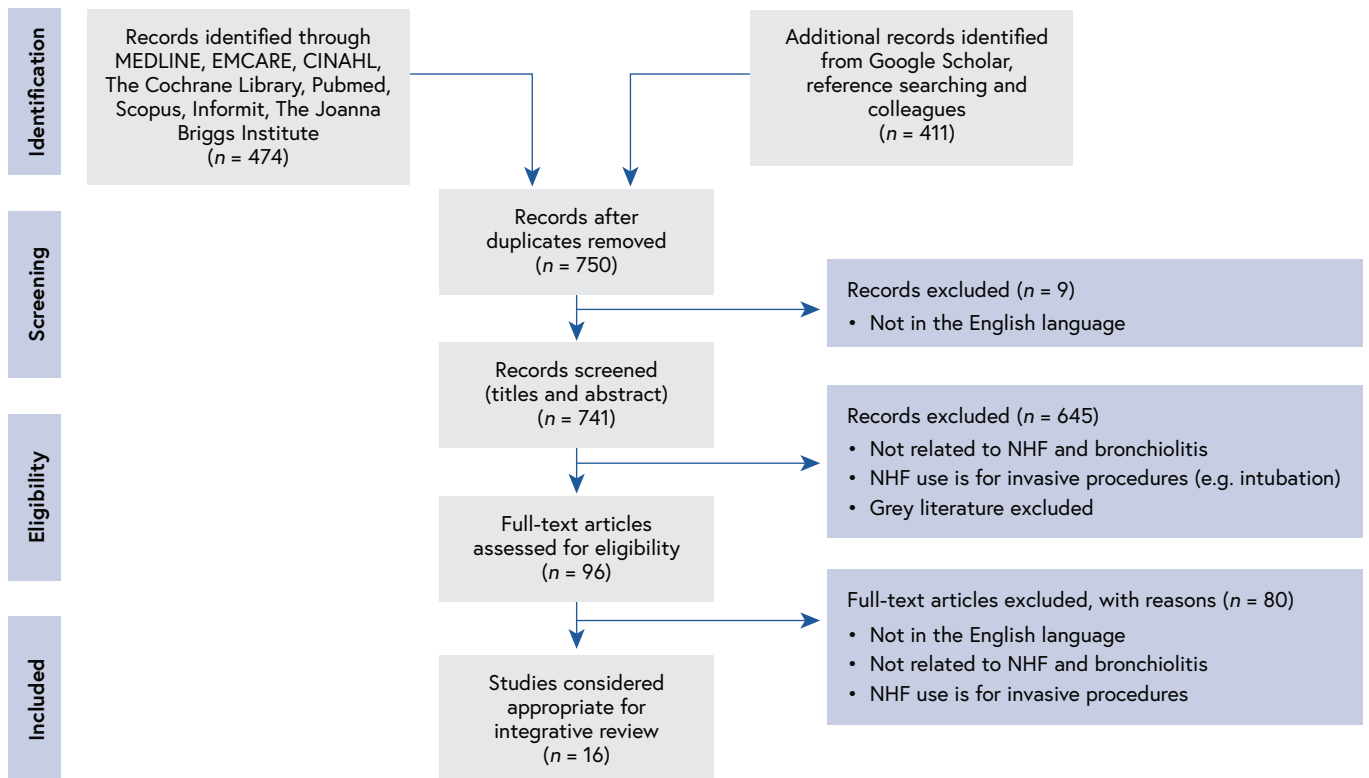 Identification
Records identified through
MEDLINE, EMCARE, CINAHL,
The Cochrane Library, Pubmed,
Scopus, Informit, The Joanna
Briggs Institute
(n = 474)
Additional records identified
from Google Scholar,
reference searching and
colleagues
(n = 411)
Records after
duplicates removed
(n = 750)
Screening
Records excluded (n = 9)
• Not in the English language
Records screened
(titles and abstract)
(n = 741)
Eligibility
Records excluded (n = 645)
• Not related to NHF and bronchiolitis
• NHF use is for invasive procedures (e.g. intubation)
• Grey literature excluded
Full-text articles
assessed for eligibility
(n = 96)
Full-text articles excluded, with reasons (n = 80)
• Not in the English language
• Not related to NHF and bronchiolitis
• NHF use is for invasive procedures
Included
Studies considered
appropriate for
integrative review
(n = 16)